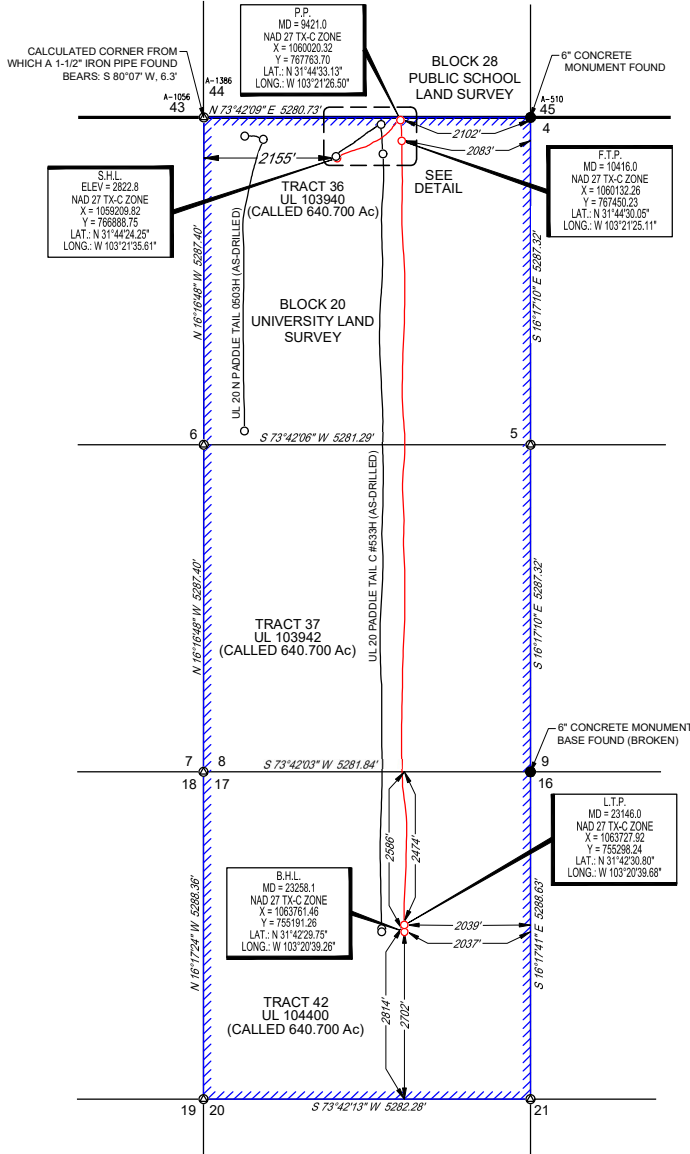 P.P.
MD = 9421.0
NAD 27 TX-C ZONE
X = 1060020.32
Y = 767763.70
LAT.: N 31°44'33.13"
LONG.: W 103°21'26.50"
CALCULATED CORNER FROM
WHICH A 1-1/2" IRON PIPE FOUND
BEARS: S 80°07' W, 6.3'
BLOCK 28
PUBLIC SCHOOL
LAND SURVEY
6" CONCRETE
MONUMENT FOUND
A-1056
43
A-1386
44
N 73°42'09" E 5280.73'
A-510
45
4
2102'
2083'
2155'
S.H.L.
ELEV = 2822.8
NAD 27 TX-C ZONE
X = 1059209.82
Y = 766888.75
LAT.: N 31°44'24.25"
LONG.: W 103°21'35.61"
TRACT 36
UL 103940
(CALLED 640.700 Ac)
SEE
DETAIL
F.T.P.
MD = 10416.0
NAD 27 TX-C ZONE
X = 1060132.26
Y = 767450.23
LAT.: N 31°44'30.05"
LONG.: W 103°21'25.11"
N 16°16'48" W 5287.40'
UL 20 N PADDLE TAIL 0503H (AS-DRILLED)
BLOCK 20
UNIVERSITY LAND
SURVEY
S 16°17'10" E 5287.32'
6
S 73°42'06" W 5281.29'
5
N 16°16'48" W 5287.40'
TRACT 37
UL 103942
(CALLED 640.700 Ac)
UL 20 PADDLE TAIL C #533H (AS-DRILLED)
S 16°17'10" E 5287.32'
6" CONCRETE MONUMENT
BASE FOUND (BROKEN)
7
8
S 73°42'03" W 5281.84'
9
18
17
16
L.T.P.
MD = 23146.0
NAD 27 TX-C ZONE
X = 1063727.92
Y = 755298.24
LAT.: N 31°42'30.80"
LONG.: W 103°20'39.68"
2586'
2474'
B.H.L.
MD = 23258.1
NAD 27 TX-C ZONE
X = 1063761.46
Y = 755191.26
LAT.: N 31°42'29.75"
LONG.: W 103°20'39.26"
2039'
2037'
N 16°17'24" W 5288.36'
S 16°17'41" E 5288.63'
TRACT 42
UL 104400
(CALLED 640.700 Ac)
2814'
2702'
19
20
S 73°42'13" W 5282.28'
21